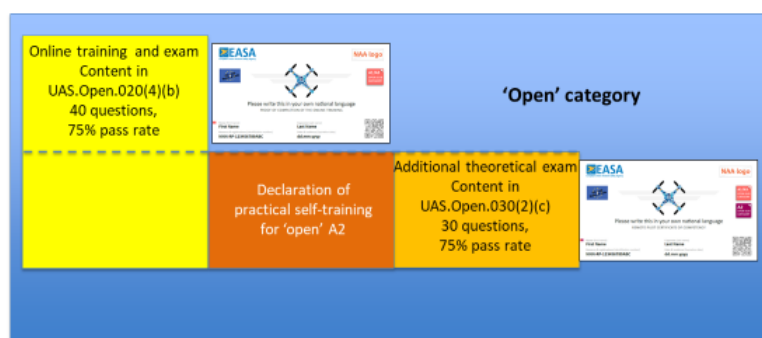 Online training and exam
Content in
UAS.Open.020(4)(b)
40 questions,
75% pass rate
EASA
NAA logo
Please write this in your own national language
First Name
Last Name
'Open' category
Declaration of
practical self-training
for 'open' A2
Additional theoretical exam
Content in
UAS.Open.030(2)(c)
30 questions,
75% pass rate
EASA
NAA logo
Please write this in your own national language
First Name
Last Name